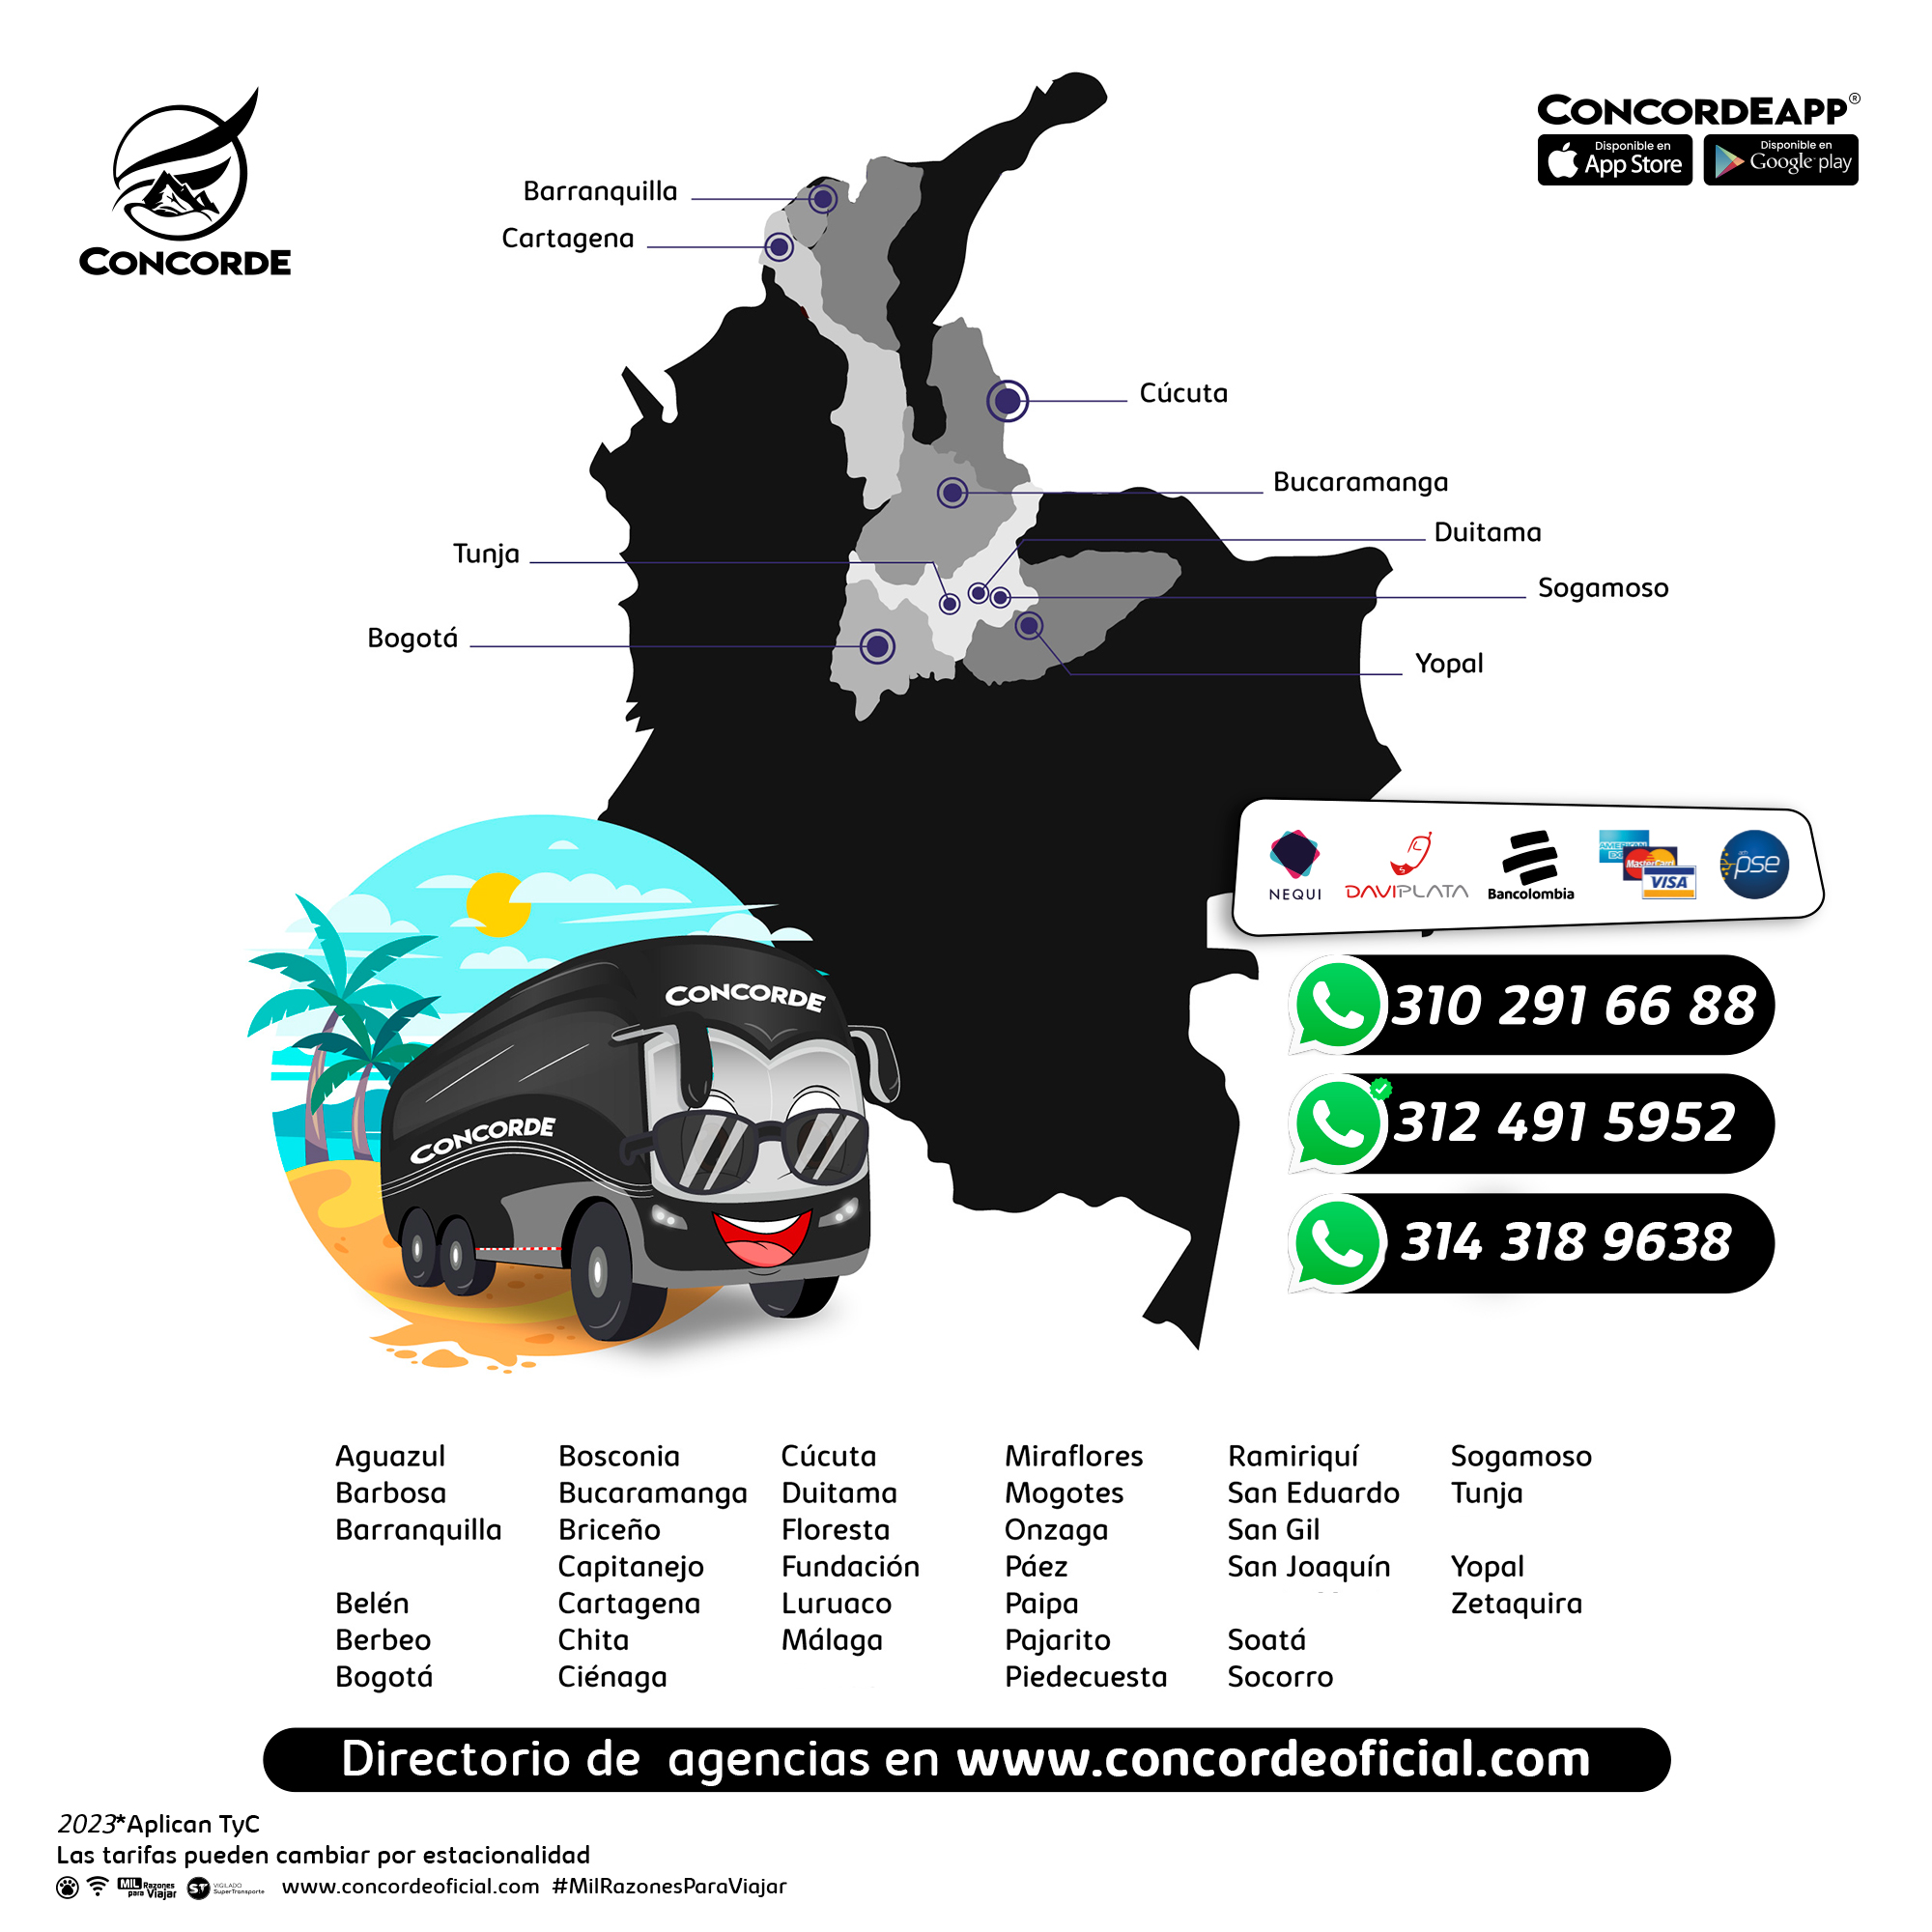 CONCORDE
CONCORDEAPP®
Disponible en
App Store
Disponible en
Google play
Barranquilla
Cartagena
Cúcuta
Bucaramanga
Duitama
Tunja
Sogamoso
Bogotá
Yopal
NEQUI
DAVIPLATA
Bancolombia
AMERICAN
EX
MasterCard
VISA
pse
CONCORDE
CONCORDE
310 291 66 88
312 491 5952
314 318 9638
Aguazul
Barbosa
Barranquilla
Belén
Berbeo
Bogotá
Bosconia
Bucaramanga
Briceño
Capitanejo
Cartagena
Chita
Ciénaga
Cúcuta
Duitama
Floresta
Fundación
Luruaco
Málaga
Miraflores
Mogotes
Onzaga
Páez
Paipa
Pajarito
Piedecuesta
Ramiriquí
San Eduardo
San Gil
San Joaquín
Soatá
Socorro
Sogamoso
Tunja
Yopal
Zetaquira
Directorio de agencias en www.concordeoficial.com
2023*Aplican TyC
Las tarifas pueden cambiar por estacionalidad
MIL Razones
para Viajar
ST
VIGILADO
SuperTransporte
www.concordeoficial.com #MilRazonesParaViajar